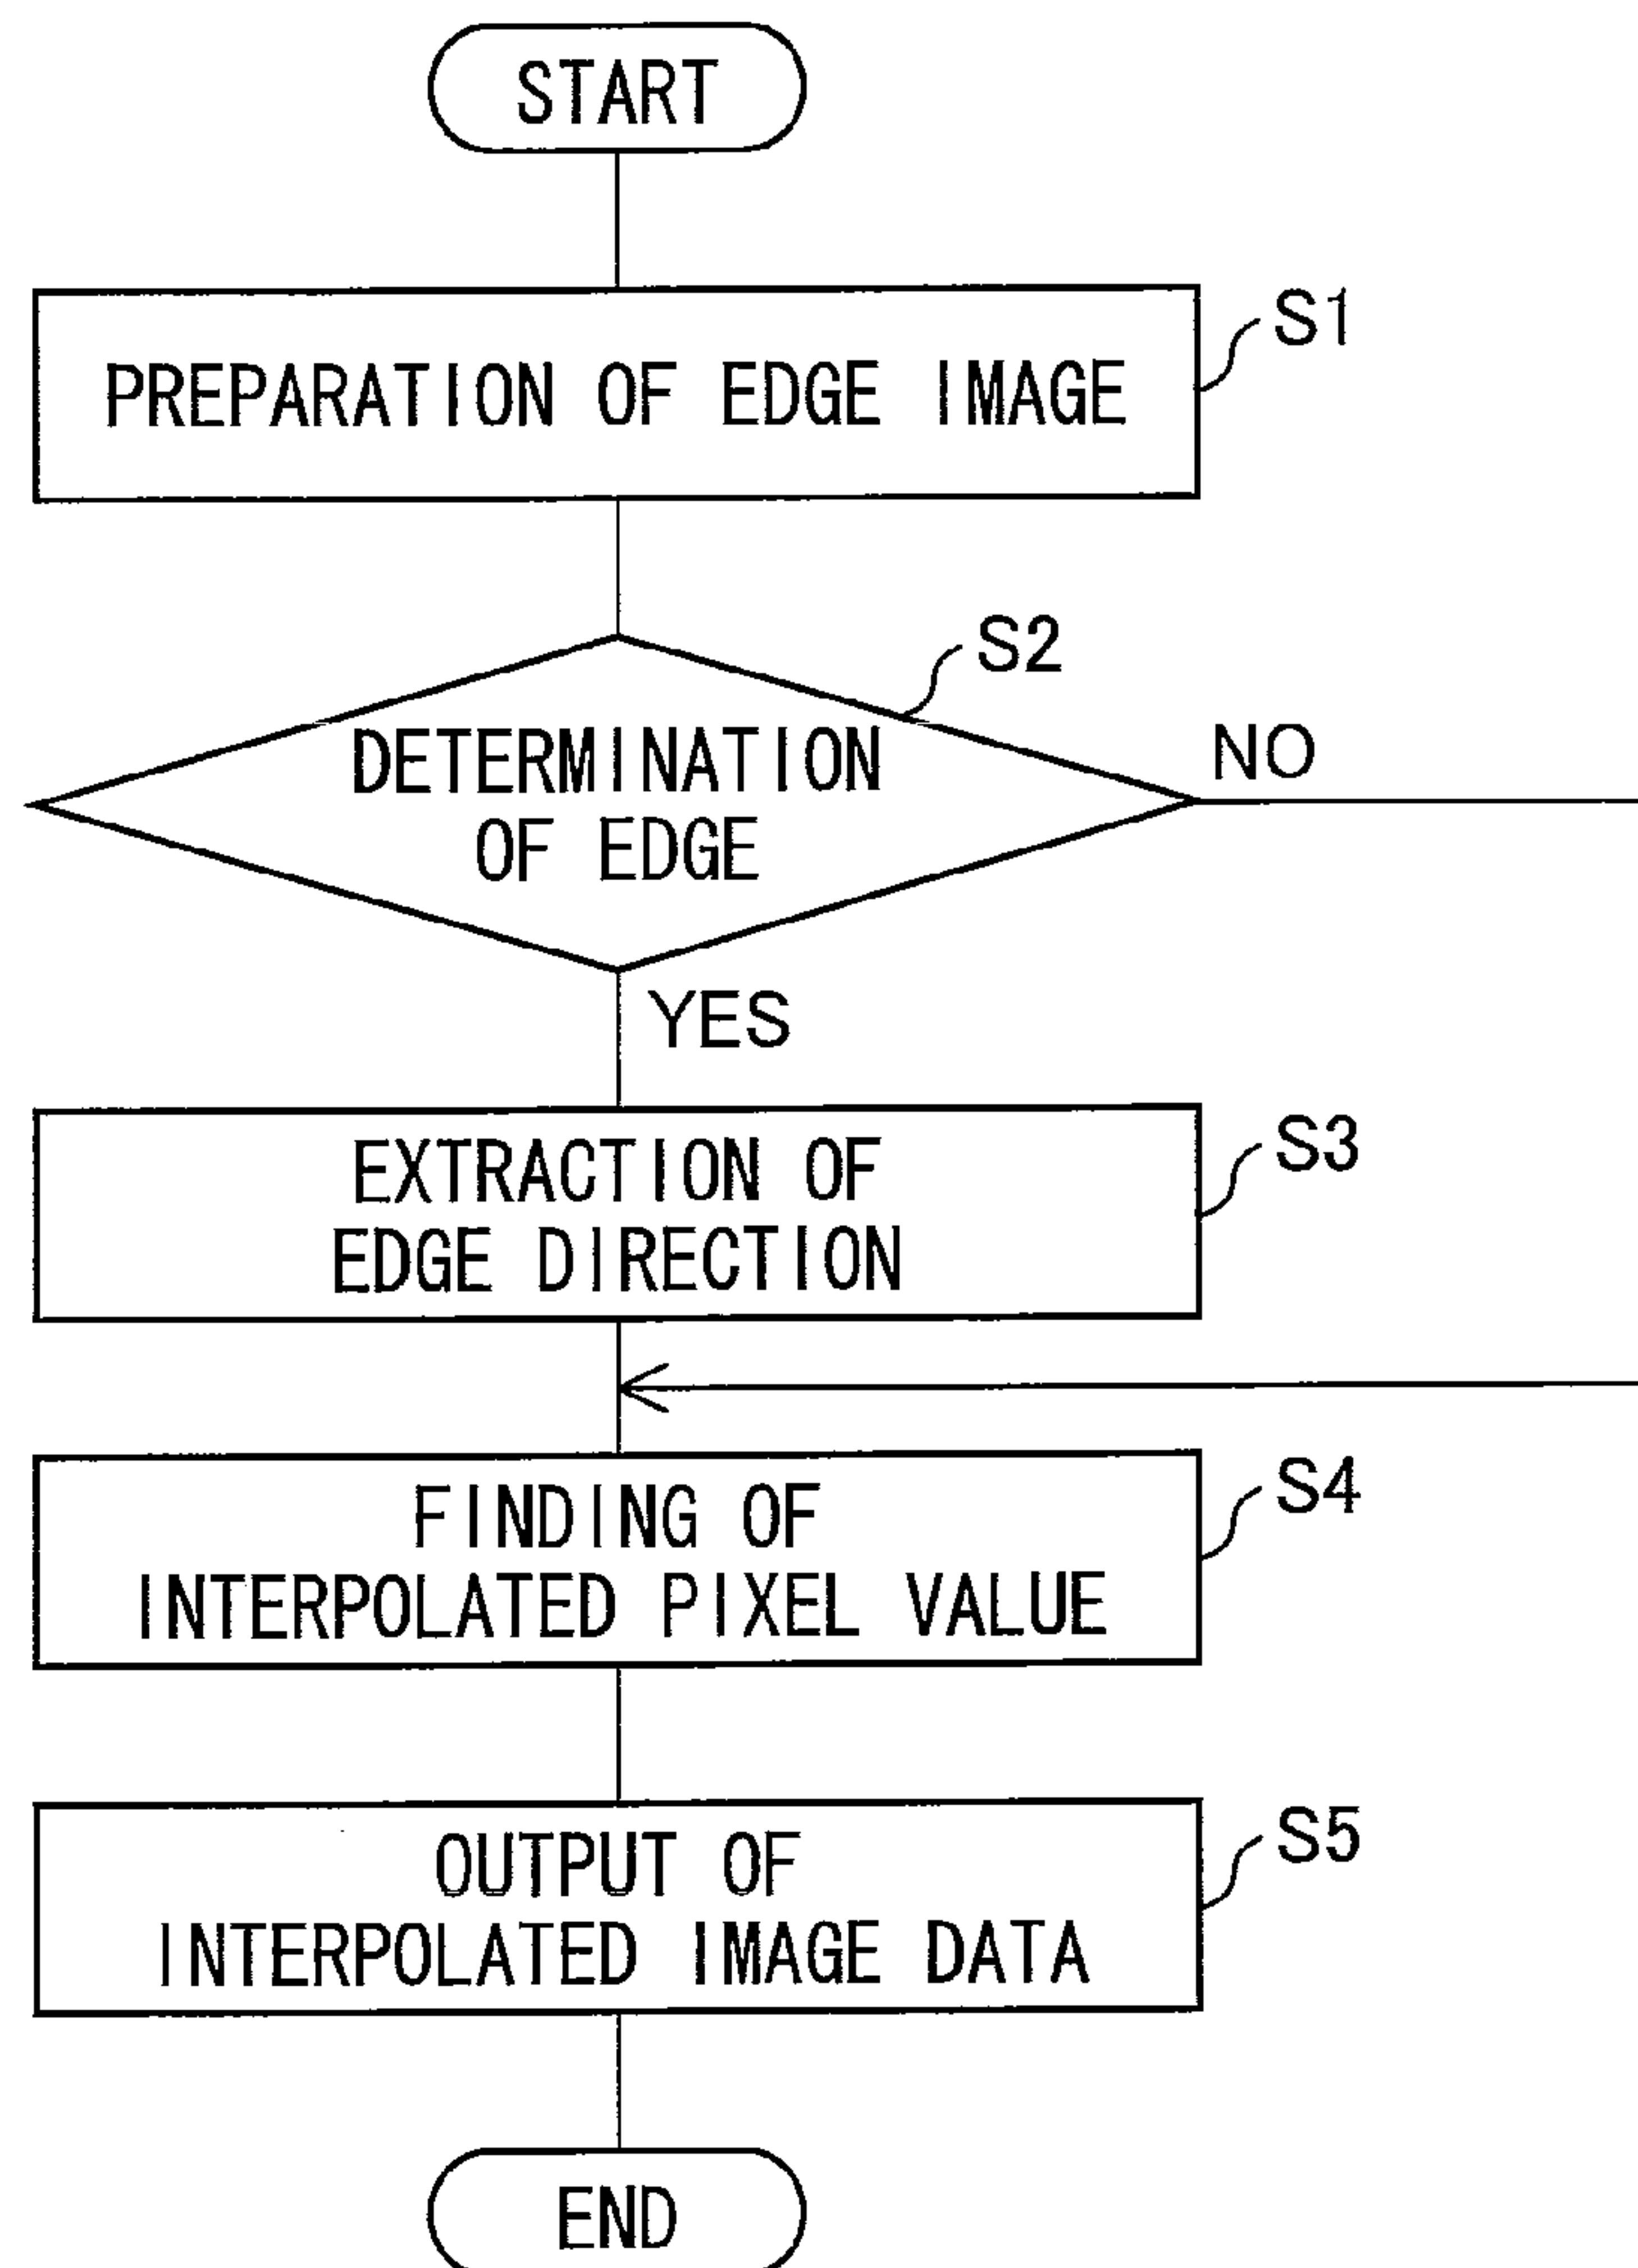 START
PREPARATION OF EDGE IMAGE
S1
S2
DETERMINATION
OF EDGE
NO
YES
EXTRACTION OF
EDGE DIRECTION
S3
FINDING OF
INTERPOLATED PIXEL VALUE
S4
OUTPUT OF
INTERPOLATED IMAGE DATA
S5
END